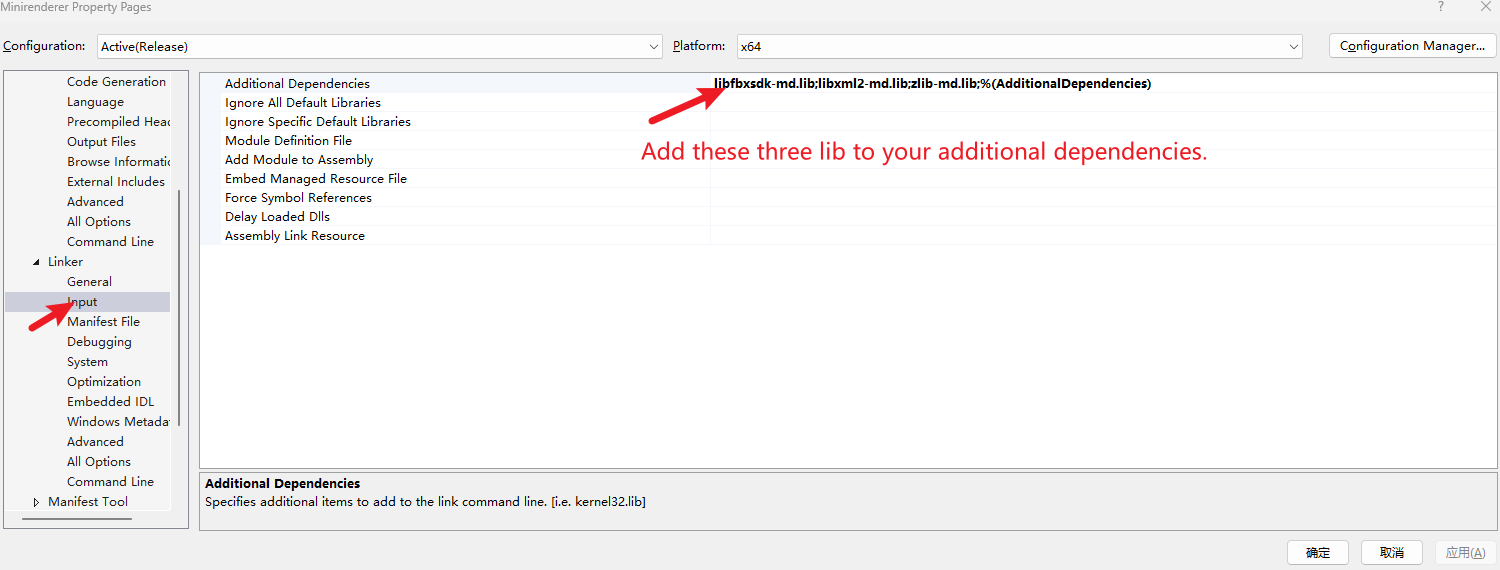 Minirenderer Property Pages
?
Configuration: Active(Release) Platform: x64 Configuration Manager...
Code Generation
Language
Precompiled Head
Output Files
Browse Informatio
External Includes
Advanced
All Options
Command Line
Linker
General
Input
Manifest File
Debugging
System
Optimization
Embedded IDL
Windows Metadat
Advanced
All Options
Command Line
Manifest Tool
Additional Dependencies libfbxsdk-md.lib;libxml2-md.lib;zlib-md.lib;%(AdditionalDependencies)
Ignore All Default Libraries
Ignore Specific Default Libraries
Module Definition File
Add Module to Assembly
Embed Managed Resource File
Force Symbol References
Delay Loaded Dlls
Assembly Link Resource
Add these three lib to your additional dependencies.
Additional Dependencies
Specifies additional items to add to the link command line. [i.e. kernel32.lib]
确定 取消 应用(A)